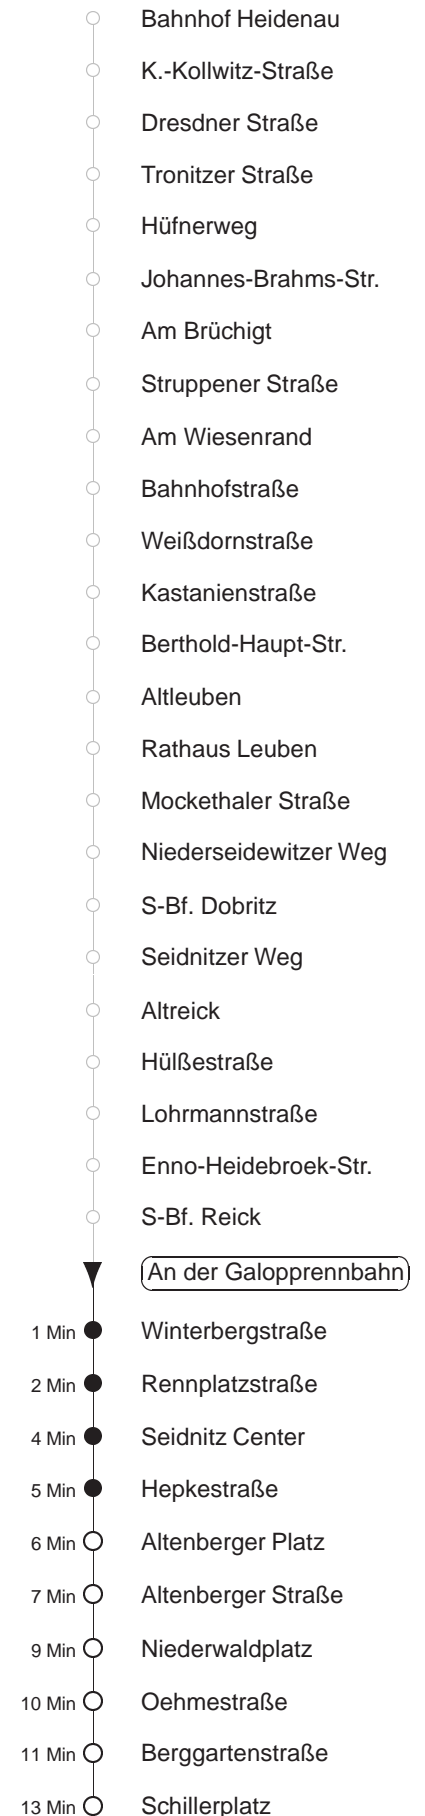 Bahnhof Heidenau
K.-Kollwitz-Straße
Dresdner Straße
Tronitzer Straße
Hüfnerweg
Johannes-Brahms-Str.
Am Brüchigt
Struppener Straße
Am Wiesenrand
Bahnhofstraße
Weißdornstraße
Kastanienstraße
Berthold-Haupt-Str.
Altleuben
Rathaus Leuben
Mockethaler Straße
Niederseidewitzer Weg
S-Bf. Dobritz
Seidnitzer Weg
Altreick
Hülßestraße
Lohrmannstraße
Enno-Heidebroek-Str.
S-Bf. Reick
An der Galopprennbahn
1 Min Winterbergstraße
2 Min Rennplatzstraße
4 Min Seidnitz Center
5 Min Hepkestraße
6 Min Altenberger Platz
7 Min Altenberger Straße
9 Min Niederwaldplatz
10 Min Oehmestraße
11 Min Berggartenstraße
13 Min Schillerplatz